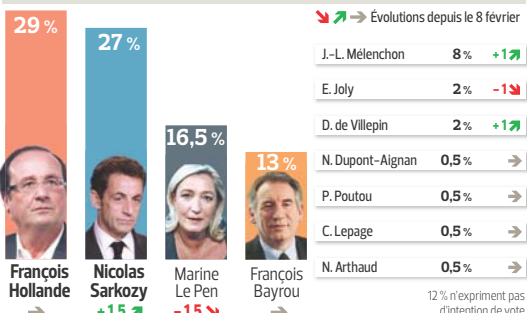 29 %
27 %
16,5 %
13 %
François Hollande
Nicolas Sarkozy
+1,5
Marine Le Pen
-1,5
François Bayrou
Évolutions depuis le 8 février
J.-L. Mélenchon 8 % +1
E. Joly 2 % -1
D. de Villepin 2 % +1
N. Dupont-Aignan 0,5 %
P. Poutou 0,5 %
C. Lepage 0,5 %
N. Arthaud 0,5 %
12 % n'expriment pas
d'intention de vote